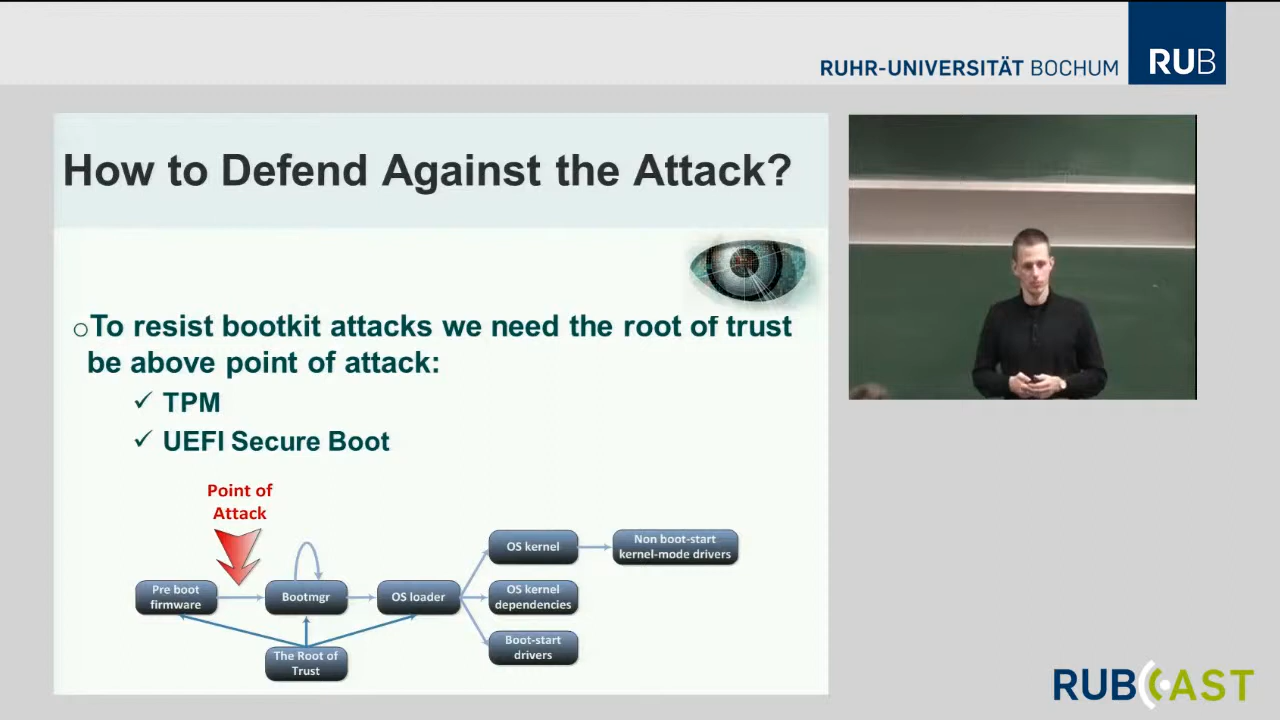 RUHR-UNIVERSITÄT BOCHUM
RUB
How to Defend Against the Attack?
○To resist bootkit attacks we need the root of trust
be above point of attack:
✓ TPM
✓ UEFI Secure Boot
Point of
Attack
Pre boot
firmware
Bootmgr
OS loader
OS kernel
Non boot-start
kernel-mode drivers
OS kernel
dependencies
Boot-start
drivers
The Root of
Trust
RUBCAST